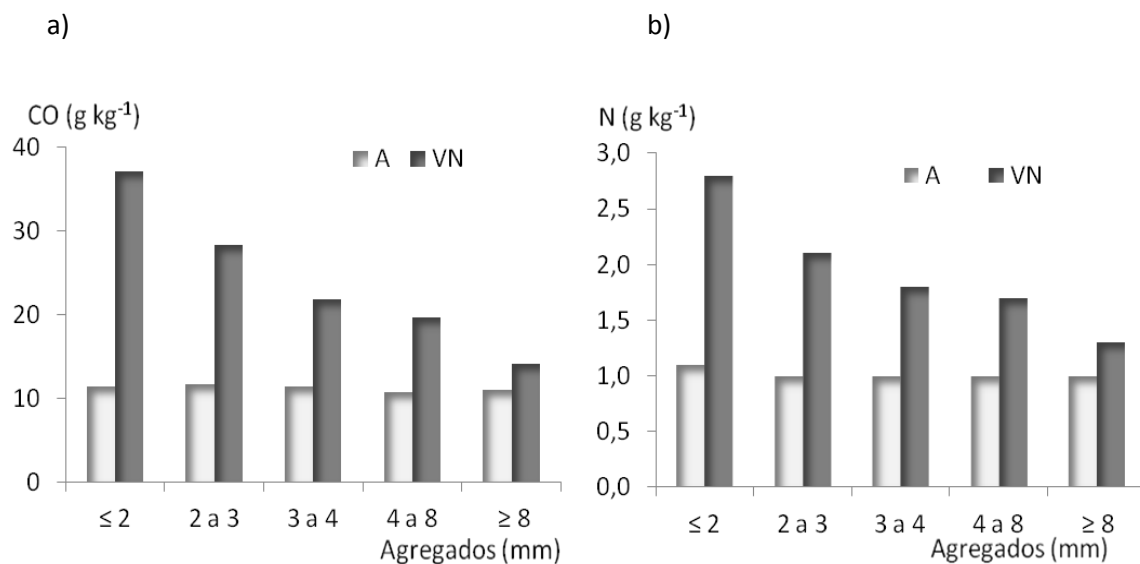 a)
CO (g kg⁻¹)
A VN
40
30
20
10
0
≤ 2 2 a 3 3 a 4 4 a 8 ≥ 8
Agregados (mm)
b)
N (g kg⁻¹)
A VN
3,0
2,5
2,0
1,5
1,0
0,5
0,0
≤ 2 2 a 3 3 a 4 4 a 8 ≥ 8
Agregados (mm)